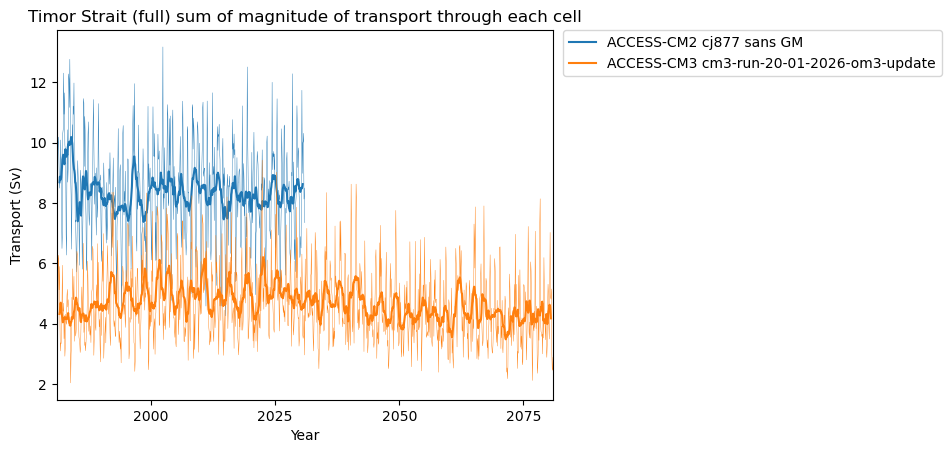 Timor Strait (full) sum of magnitude of transport through each cell
ACCESS-CM2 cj877 sans GM
ACCESS-CM3 cm3-run-20-01-2026-om3-update
12
10
8
6
4
2
Transport (Sv)
2000
2025
2050
2075
Year